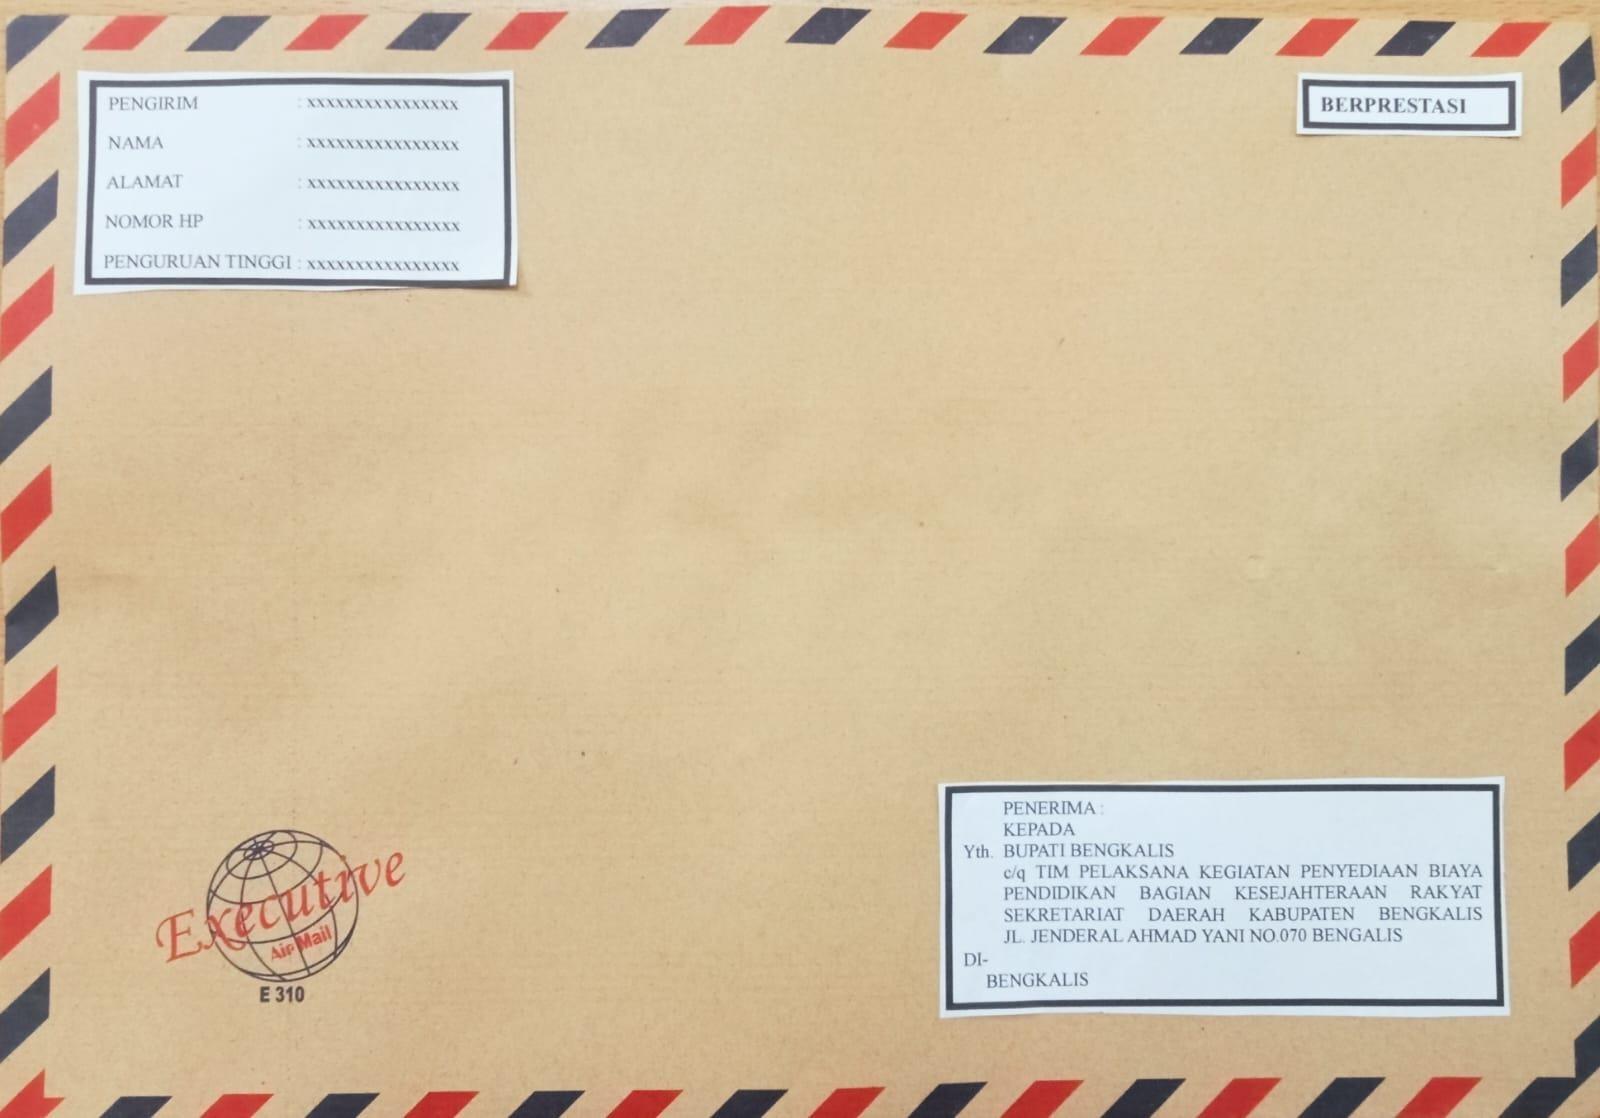 PENGIRIM : xxxxxxxxxxxxxxxx
NAMA : xxxxxxxxxxxxxxxx
ALAMAT : xxxxxxxxxxxxxxxx
NOMOR HP : xxxxxxxxxxxxxxxx
PENGURUAN TINGGI : xxxxxxxxxxxxxxxx
BERPRESTASI
Executive
Air Mail
E 310
PENERIMA :
KEPADA
Yth. BUPATI BENGKALIS
c/q TIM PELAKSANA KEGIATAN PENYEDIAAN BIAYA
PENDIDIKAN BAGIAN KESEJAHTERAAN RAKYAT
SEKRETARIAT DAERAH KABUPATEN BENGKALIS
JL. JENDERAL AHMAD YANI NO.070 BENGALIS
DI-
BENGKALIS